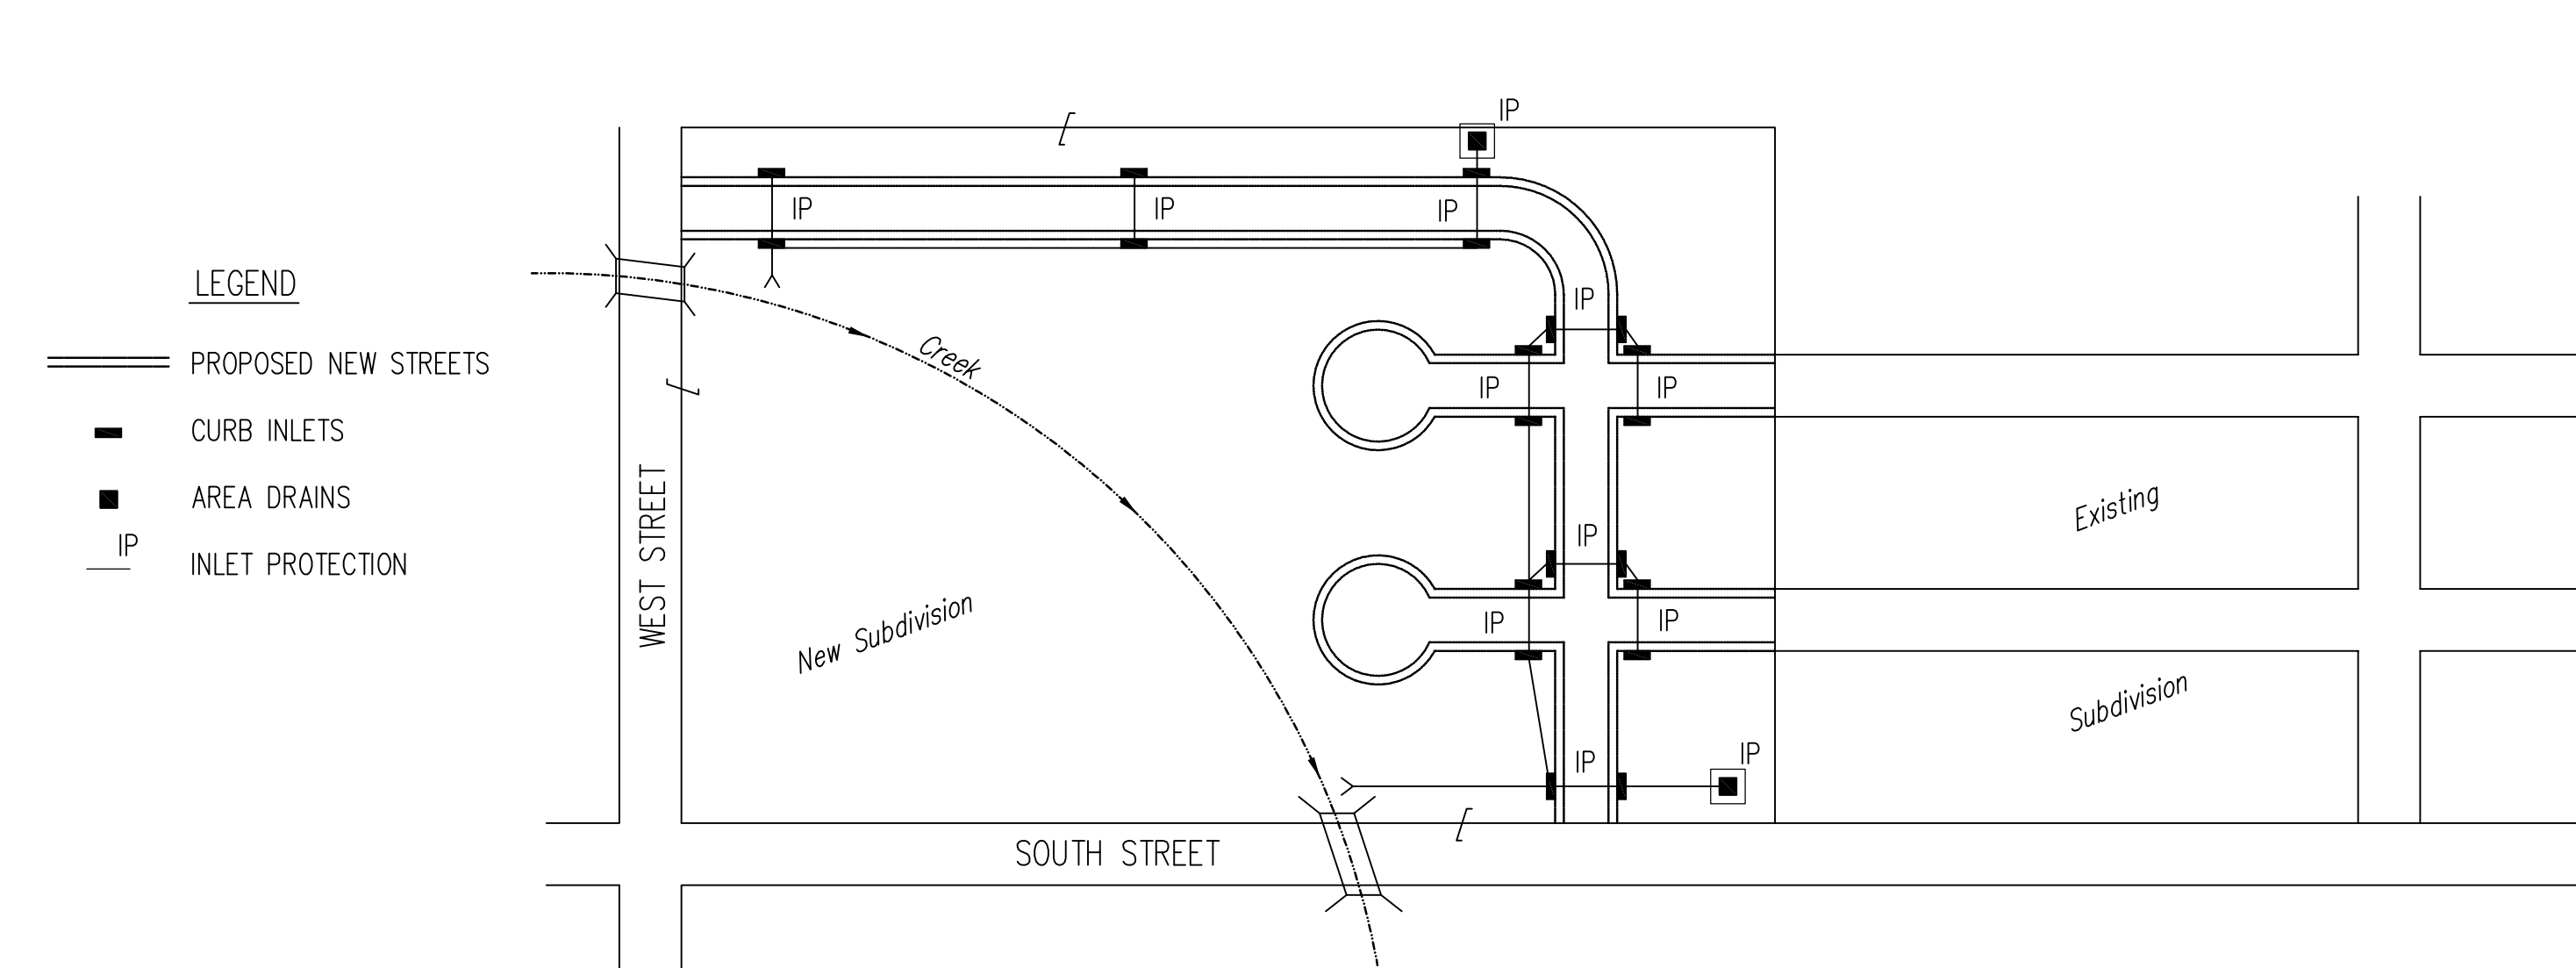 LEGEND
PROPOSED NEW STREETS
CURB INLETS
AREA DRAINS
IP
INLET PROTECTION
IP
IP
IP
IP
IP
Creek
IP
IP
WEST STREET
Existing
IP
New Subdivision
IP
IP
Subdivision
IP
IP
SOUTH STREET